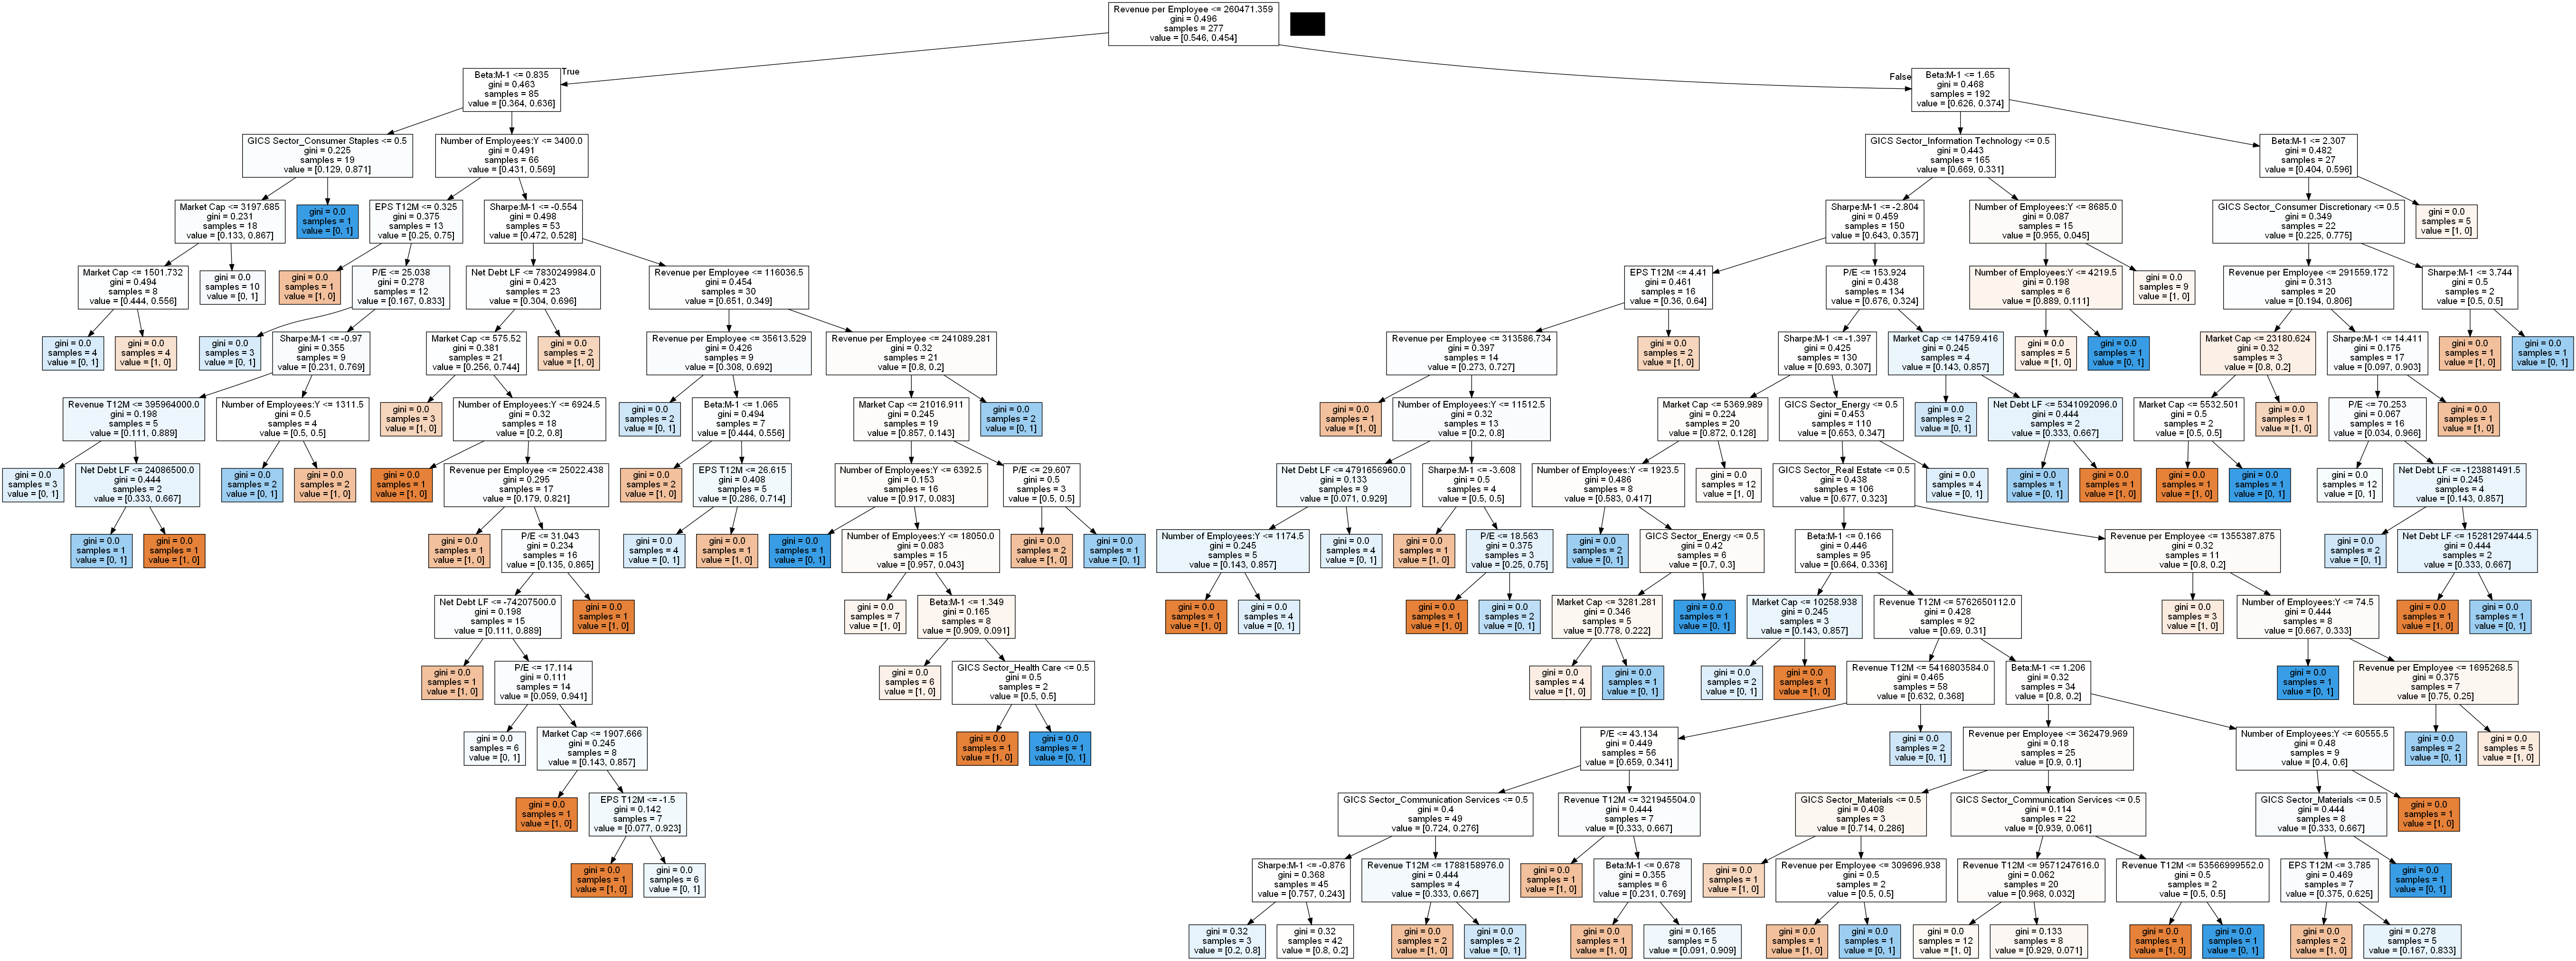 Revenue per Employee <= 260471.359
gini = 0.496
samples = 277
value = [0.546, 0.454]
True
False
Beta:M-1 <= 0.835
gini = 0.463
samples = 85
value = [0.364, 0.636]
Beta:M-1 <= 1.65
gini = 0.468
samples = 192
value = [0.626, 0.374]
GICS Sector_Consumer Staples <= 0.5
gini = 0.225
samples = 19
value = [0.129, 0.871]
Number of Employees:Y <= 3400.0
gini = 0.491
samples = 66
value = [0.431, 0.569]
GICS Sector_Information Technology <= 0.5
gini = 0.443
samples = 165
value = [0.669, 0.331]
Beta:M-1 <= 2.307
gini = 0.482
samples = 27
value = [0.404, 0.596]
Market Cap <= 3197.685
gini = 0.231
samples = 18
value = [0.133, 0.867]
gini = 0.0
samples = 1
value = [0, 1]
EPS T12M <= 0.325
gini = 0.375
samples = 13
value = [0.25, 0.75]
Sharpe:M-1 <= -0.554
gini = 0.498
samples = 53
value = [0.472, 0.528]
Sharpe:M-1 <= -2.804
gini = 0.459
samples = 150
value = [0.643, 0.357]
Number of Employees:Y <= 8685.0
gini = 0.087
samples = 15
value = [0.955, 0.045]
GICS Sector_Consumer Discretionary <= 0.5
gini = 0.349
samples = 22
value = [0.225, 0.775]
gini = 0.0
samples = 5
value = [1, 0]
Market Cap <= 1501.732
gini = 0.494
samples = 8
value = [0.444, 0.556]
gini = 0.0
samples = 10
value = [0, 1]
gini = 0.0
samples = 1
value = [1, 0]
P/E <= 25.038
gini = 0.278
samples = 12
value = [0.167, 0.833]
Net Debt LF <= 7830249984.0
gini = 0.423
samples = 23
value = [0.304, 0.696]
Revenue per Employee <= 116036.5
gini = 0.454
samples = 30
value = [0.651, 0.349]
EPS T12M <= 4.41
gini = 0.461
samples = 16
value = [0.36, 0.64]
P/E <= 153.924
gini = 0.438
samples = 134
value = [0.676, 0.324]
Number of Employees:Y <= 4219.5
gini = 0.198
samples = 6
value = [0.889, 0.111]
gini = 0.0
samples = 9
value = [1, 0]
Revenue per Employee <= 291559.172
gini = 0.313
samples = 20
value = [0.194, 0.806]
Sharpe:M-1 <= 3.744
gini = 0.5
samples = 2
value = [0.5, 0.5]
gini = 0.0
samples = 4
value = [0, 1]
gini = 0.0
samples = 4
value = [1, 0]
gini = 0.0
samples = 3
value = [0, 1]
Sharpe:M-1 <= -0.97
gini = 0.355
samples = 9
value = [0.231, 0.769]
Market Cap <= 575.52
gini = 0.381
samples = 21
value = [0.256, 0.744]
gini = 0.0
samples = 2
value = [1, 0]
Revenue per Employee <= 35613.529
gini = 0.426
samples = 9
value = [0.308, 0.692]
Revenue per Employee <= 241089.281
gini = 0.32
samples = 21
value = [0.8, 0.2]
Revenue per Employee <= 313586.734
gini = 0.397
samples = 14
value = [0.273, 0.727]
gini = 0.0
samples = 2
value = [1, 0]
Sharpe:M-1 <= -1.397
gini = 0.425
samples = 130
value = [0.693, 0.307]
Market Cap <= 14759.416
gini = 0.245
samples = 4
value = [0.143, 0.857]
gini = 0.0
samples = 5
value = [1, 0]
gini = 0.0
samples = 1
value = [0, 1]
Market Cap <= 23180.624
gini = 0.32
samples = 3
value = [0.8, 0.2]
Sharpe:M-1 <= 14.411
gini = 0.175
samples = 17
value = [0.097, 0.903]
gini = 0.0
samples = 1
value = [1, 0]
gini = 0.0
samples = 1
value = [0, 1]
Revenue T12M <= 395964000.0
gini = 0.198
samples = 5
value = [0.111, 0.889]
Number of Employees:Y <= 1311.5
gini = 0.5
samples = 4
value = [0.5, 0.5]
gini = 0.0
samples = 3
value = [1, 0]
Number of Employees:Y <= 6924.5
gini = 0.32
samples = 18
value = [0.2, 0.8]
gini = 0.0
samples = 2
value = [0, 1]
Beta:M-1 <= 1.065
gini = 0.494
samples = 7
value = [0.444, 0.556]
Market Cap <= 21016.911
gini = 0.245
samples = 19
value = [0.857, 0.143]
gini = 0.0
samples = 2
value = [0, 1]
gini = 0.0
samples = 1
value = [1, 0]
Number of Employees:Y <= 11512.5
gini = 0.32
samples = 13
value = [0.2, 0.8]
Market Cap <= 5369.989
gini = 0.224
samples = 20
value = [0.872, 0.128]
GICS Sector_Energy <= 0.5
gini = 0.453
samples = 110
value = [0.653, 0.347]
gini = 0.0
samples = 2
value = [0, 1]
Net Debt LF <= 5341092096.0
gini = 0.444
samples = 2
value = [0.333, 0.667]
Market Cap <= 5532.501
gini = 0.5
samples = 2
value = [0.5, 0.5]
gini = 0.0
samples = 1
value = [1, 0]
P/E <= 70.253
gini = 0.067
samples = 16
value = [0.034, 0.966]
gini = 0.0
samples = 1
value = [1, 0]
gini = 0.0
samples = 3
value = [0, 1]
Net Debt LF <= 24086500.0
gini = 0.444
samples = 2
value = [0.333, 0.667]
gini = 0.0
samples = 2
value = [0, 1]
gini = 0.0
samples = 2
value = [1, 0]
gini = 0.0
samples = 1
value = [1, 0]
Revenue per Employee <= 25022.438
gini = 0.295
samples = 17
value = [0.179, 0.821]
gini = 0.0
samples = 2
value = [1, 0]
EPS T12M <= 26.615
gini = 0.408
samples = 5
value = [0.286, 0.714]
Number of Employees:Y <= 6392.5
gini = 0.153
samples = 16
value = [0.917, 0.083]
P/E <= 29.607
gini = 0.5
samples = 3
value = [0.5, 0.5]
Net Debt LF <= 4791656960.0
gini = 0.133
samples = 9
value = [0.071, 0.929]
Sharpe:M-1 <= -3.608
gini = 0.5
samples = 4
value = [0.5, 0.5]
Number of Employees:Y <= 1923.5
gini = 0.486
samples = 8
value = [0.583, 0.417]
gini = 0.0
samples = 12
value = [1, 0]
GICS Sector_Real Estate <= 0.5
gini = 0.438
samples = 106
value = [0.677, 0.323]
gini = 0.0
samples = 4
value = [0, 1]
gini = 0.0
samples = 1
value = [0, 1]
gini = 0.0
samples = 1
value = [1, 0]
gini = 0.0
samples = 1
value = [1, 0]
gini = 0.0
samples = 1
value = [0, 1]
gini = 0.0
samples = 12
value = [0, 1]
Net Debt LF <= -123881491.5
gini = 0.245
samples = 4
value = [0.143, 0.857]
gini = 0.0
samples = 1
value = [0, 1]
gini = 0.0
samples = 1
value = [1, 0]
gini = 0.0
samples = 1
value = [1, 0]
P/E <= 31.043
gini = 0.234
samples = 16
value = [0.135, 0.865]
gini = 0.0
samples = 4
value = [0, 1]
gini = 0.0
samples = 1
value = [1, 0]
gini = 0.0
samples = 1
value = [0, 1]
Number of Employees:Y <= 18050.0
gini = 0.083
samples = 15
value = [0.957, 0.043]
gini = 0.0
samples = 2
value = [1, 0]
gini = 0.0
samples = 1
value = [0, 1]
Number of Employees:Y <= 1174.5
gini = 0.245
samples = 5
value = [0.143, 0.857]
gini = 0.0
samples = 4
value = [0, 1]
gini = 0.0
samples = 1
value = [1, 0]
P/E <= 18.563
gini = 0.375
samples = 3
value = [0.25, 0.75]
gini = 0.0
samples = 2
value = [0, 1]
GICS Sector_Energy <= 0.5
gini = 0.42
samples = 6
value = [0.7, 0.3]
Beta:M-1 <= 0.166
gini = 0.446
samples = 95
value = [0.664, 0.336]
Revenue per Employee <= 1355387.875
gini = 0.32
samples = 11
value = [0.8, 0.2]
gini = 0.0
samples = 2
value = [0, 1]
Net Debt LF <= 15281297444.5
gini = 0.444
samples = 2
value = [0.333, 0.667]
Net Debt LF <= -74207500.0
gini = 0.198
samples = 15
value = [0.111, 0.889]
gini = 0.0
samples = 1
value = [1, 0]
gini = 0.0
samples = 7
value = [1, 0]
Beta:M-1 <= 1.349
gini = 0.165
samples = 8
value = [0.909, 0.091]
gini = 0.0
samples = 1
value = [1, 0]
gini = 0.0
samples = 4
value = [0, 1]
gini = 0.0
samples = 1
value = [1, 0]
gini = 0.0
samples = 2
value = [0, 1]
Market Cap <= 3281.281
gini = 0.346
samples = 5
value = [0.778, 0.222]
gini = 0.0
samples = 1
value = [0, 1]
Market Cap <= 10258.938
gini = 0.245
samples = 3
value = [0.143, 0.857]
Revenue T12M <= 5762650112.0
gini = 0.428
samples = 92
value = [0.69, 0.31]
gini = 0.0
samples = 3
value = [1, 0]
Number of Employees:Y <= 74.5
gini = 0.444
samples = 8
value = [0.667, 0.333]
gini = 0.0
samples = 1
value = [1, 0]
gini = 0.0
samples = 1
value = [0, 1]
gini = 0.0
samples = 1
value = [1, 0]
P/E <= 17.114
gini = 0.111
samples = 14
value = [0.059, 0.941]
gini = 0.0
samples = 6
value = [1, 0]
GICS Sector_Health Care <= 0.5
gini = 0.5
samples = 2
value = [0.5, 0.5]
gini = 0.0
samples = 4
value = [1, 0]
gini = 0.0
samples = 1
value = [0, 1]
gini = 0.0
samples = 2
value = [0, 1]
gini = 0.0
samples = 1
value = [1, 0]
Revenue T12M <= 5416803584.0
gini = 0.465
samples = 58
value = [0.632, 0.368]
Beta:M-1 <= 1.206
gini = 0.32
samples = 34
value = [0.8, 0.2]
gini = 0.0
samples = 1
value = [0, 1]
Revenue per Employee <= 1695268.5
gini = 0.375
samples = 7
value = [0.75, 0.25]
gini = 0.0
samples = 6
value = [0, 1]
Market Cap <= 1907.666
gini = 0.245
samples = 8
value = [0.143, 0.857]
gini = 0.0
samples = 1
value = [1, 0]
gini = 0.0
samples = 1
value = [0, 1]
P/E <= 43.134
gini = 0.449
samples = 56
value = [0.659, 0.341]
gini = 0.0
samples = 2
value = [0, 1]
Revenue per Employee <= 362479.969
gini = 0.18
samples = 25
value = [0.9, 0.1]
Number of Employees:Y <= 60555.5
gini = 0.48
samples = 9
value = [0.4, 0.6]
gini = 0.0
samples = 2
value = [0, 1]
gini = 0.0
samples = 5
value = [1, 0]
gini = 0.0
samples = 1
value = [1, 0]
EPS T12M <= -1.5
gini = 0.142
samples = 7
value = [0.077, 0.923]
GICS Sector_Communication Services <= 0.5
gini = 0.4
samples = 49
value = [0.724, 0.276]
Revenue T12M <= 321945504.0
gini = 0.444
samples = 7
value = [0.333, 0.667]
GICS Sector_Materials <= 0.5
gini = 0.408
samples = 3
value = [0.714, 0.286]
GICS Sector_Communication Services <= 0.5
gini = 0.114
samples = 22
value = [0.939, 0.061]
GICS Sector_Materials <= 0.5
gini = 0.444
samples = 8
value = [0.333, 0.667]
gini = 0.0
samples = 1
value = [1, 0]
gini = 0.0
samples = 1
value = [1, 0]
gini = 0.0
samples = 6
value = [0, 1]
Sharpe:M-1 <= -0.876
gini = 0.368
samples = 45
value = [0.757, 0.243]
Revenue T12M <= 1788158976.0
gini = 0.444
samples = 4
value = [0.333, 0.667]
gini = 0.0
samples = 1
value = [1, 0]
Beta:M-1 <= 0.678
gini = 0.355
samples = 6
value = [0.231, 0.769]
gini = 0.0
samples = 1
value = [1, 0]
Revenue per Employee <= 309696.938
gini = 0.5
samples = 2
value = [0.5, 0.5]
Revenue T12M <= 9571247616.0
gini = 0.062
samples = 20
value = [0.968, 0.032]
Revenue T12M <= 53566999552.0
gini = 0.5
samples = 2
value = [0.5, 0.5]
EPS T12M <= 3.785
gini = 0.469
samples = 7
value = [0.375, 0.625]
gini = 0.0
samples = 1
value = [0, 1]
gini = 0.32
samples = 3
value = [0.2, 0.8]
gini = 0.32
samples = 42
value = [0.8, 0.2]
gini = 0.0
samples = 2
value = [1, 0]
gini = 0.0
samples = 2
value = [0, 1]
gini = 0.0
samples = 1
value = [1, 0]
gini = 0.165
samples = 5
value = [0.091, 0.909]
gini = 0.0
samples = 1
value = [1, 0]
gini = 0.0
samples = 1
value = [0, 1]
gini = 0.0
samples = 12
value = [1, 0]
gini = 0.133
samples = 8
value = [0.929, 0.071]
gini = 0.0
samples = 1
value = [1, 0]
gini = 0.0
samples = 1
value = [0, 1]
gini = 0.0
samples = 2
value = [1, 0]
gini = 0.278
samples = 5
value = [0.167, 0.833]